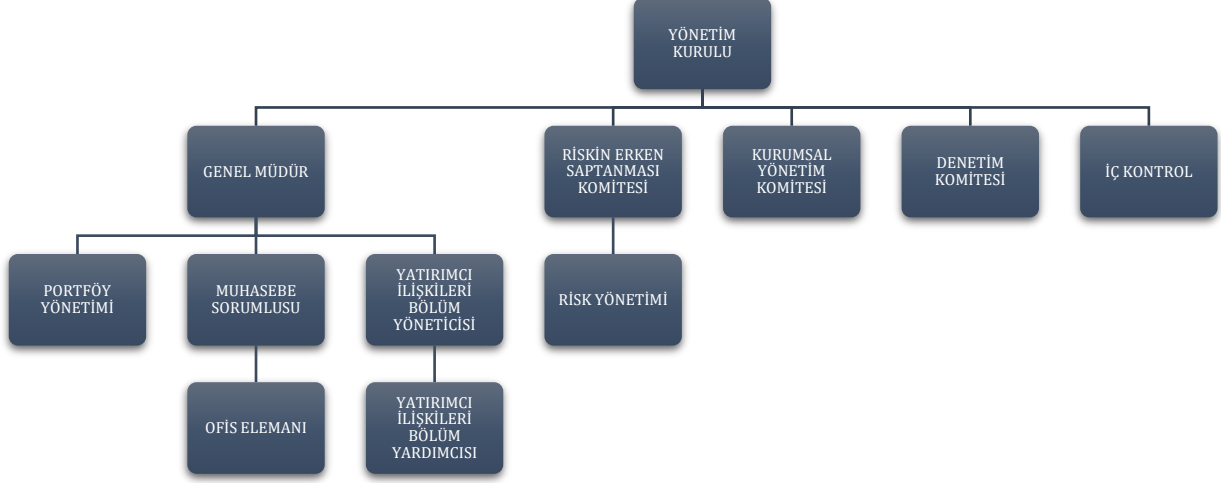 YÖNETİM
KURULU
GENEL MÜDÜR
RİSKİN ERKEN
SAPTANMASI
KOMİTESİ
KURUMSAL
YÖNETİM
KOMİTESİ
DENETİM
KOMİTESİ
İÇ KONTROL
PORTFÖY
YÖNETİMİ
MUHASEBE
SORUMLUSU
YATIRIMCI
İLİŞKİLERİ
BÖLÜM
YÖNETİCİSİ
RİSK YÖNETİMİ
OFİS ELEMANI
YATIRIMCI
İLİŞKİLERİ
BÖLÜM
YARDIMCISI